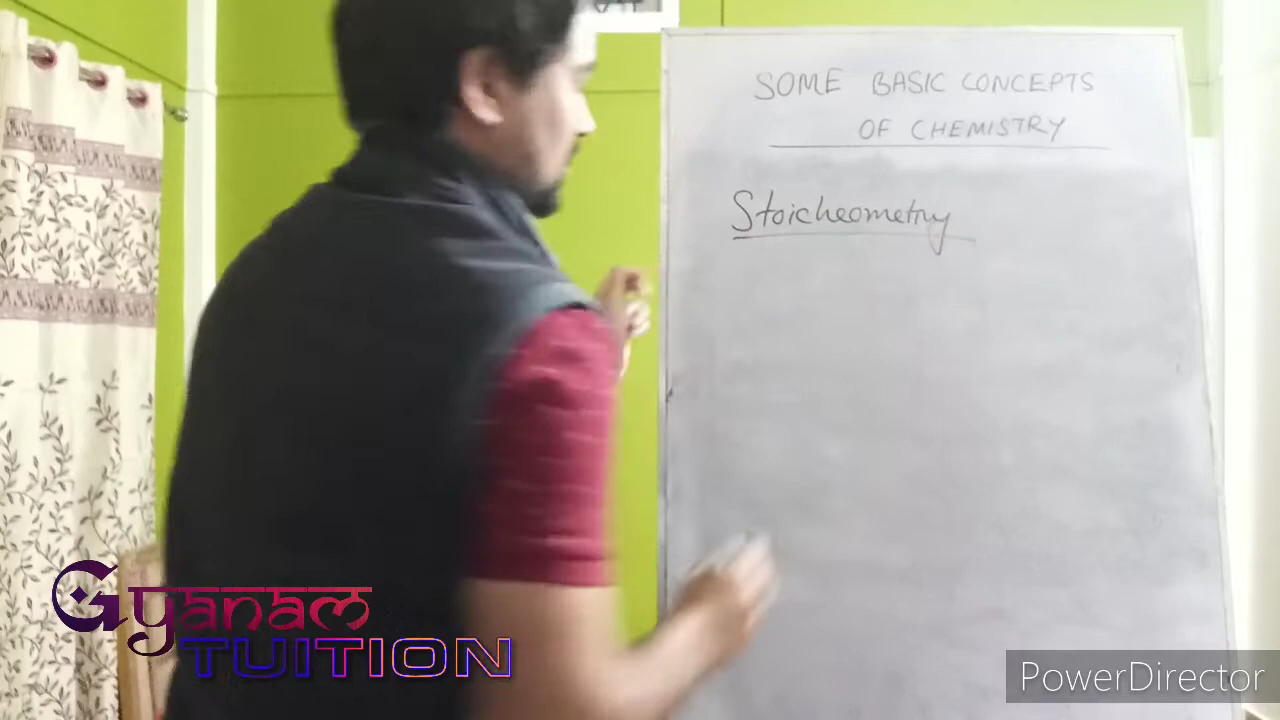 SOME BASIC CONCEPTS
OF CHEMISTRY
Stoicheometry
Gyanam
TUITION
PowerDirector